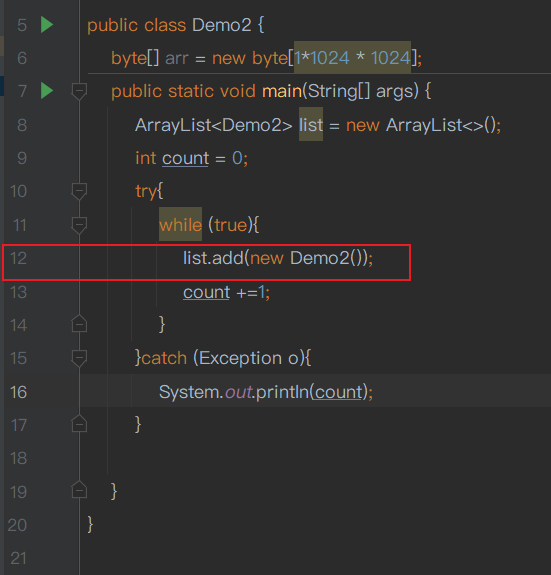 5 public class Demo2 {
6 byte[] arr = new byte[1*1024 * 1024];
7 public static void main(String[] args) {
8 ArrayList<Demo2> list = new ArrayList<>();
9 int count = 0;
10 try{
11 while (true){
12 list.add(new Demo2());
13 count +=1;
14 }
15 }catch (Exception o){
16 System.out.println(count);
17 }
18
19 }
20 }
21